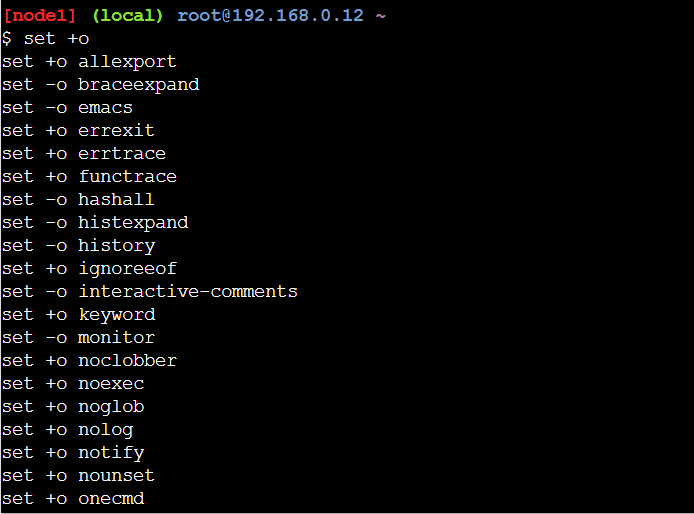 [node1] (local) root@192.168.0.12 ~
$ set +o
set +o allexport
set -o braceexpand
set -o emacs
set +o errexit
set +o errtrace
set +o functrace
set -o hashall
set -o histexpand
set -o history
set +o ignoreeof
set -o interactive-comments
set +o keyword
set -o monitor
set +o noclobber
set +o noexec
set +o noglob
set +o nolog
set +o notify
set +o nounset
set +o onecmd